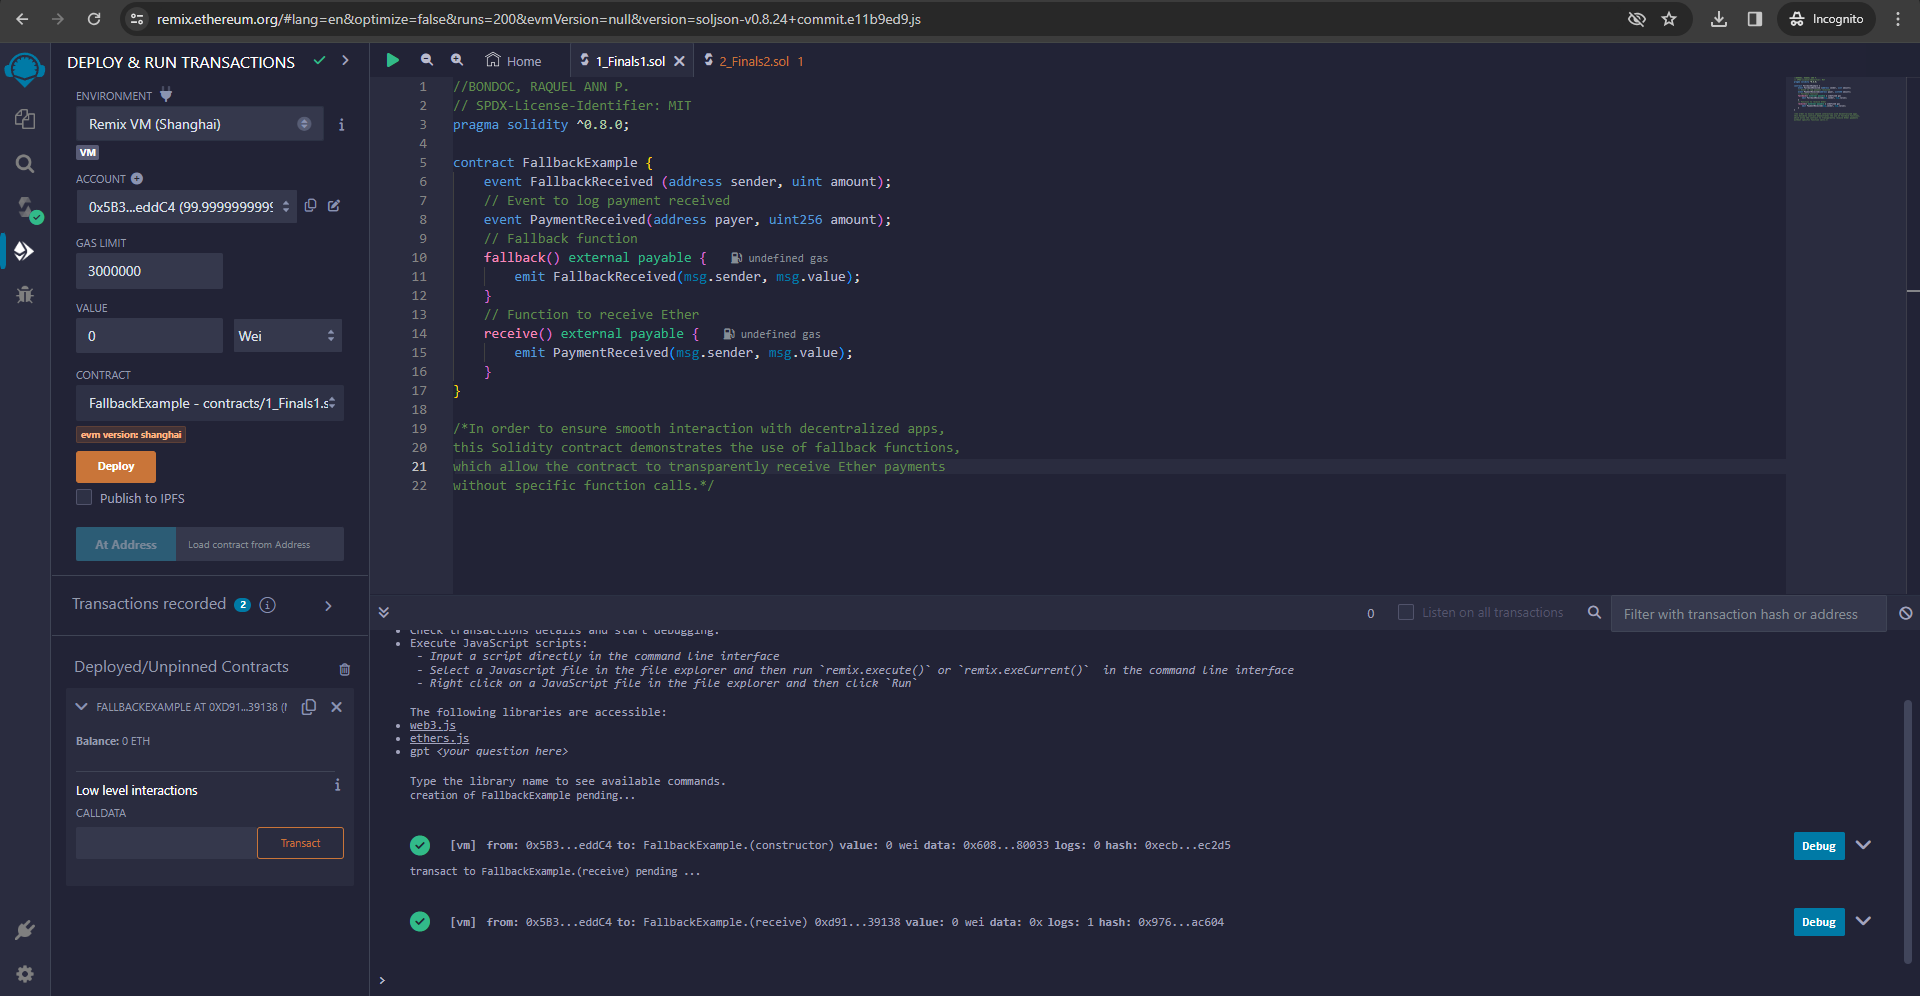 remix.ethereum.org/#lang=en&optimize=false&runs=200&evmVersion=null&version=soljson-v0.8.24+commit.e11b9ed9.js
Incognito
DEPLOY & RUN TRANSACTIONS
ENVIRONMENT
Remix VM (Shanghai)
VM
ACCOUNT
0x5B3...eddC4 (99.9999999999
GAS LIMIT
3000000
VALUE
0
Wei
CONTRACT
FallbackExample - contracts/1_Finals1.s
evm version: shanghai
Deploy
Publish to IPFS
At Address
Load contract from Address
Transactions recorded 2 i
Deployed/Unpinned Contracts
FALLBACKEXAMPLE AT 0XD91...39138 (
Balance: 0 ETH
Low level interactions
CALLDATA
Transact
Home
1_Finals1.sol
2_Finals2.sol 1
1 //BONDOC, RAQUEL ANN P.
2 // SPDX-License-Identifier: MIT
3 pragma solidity ^0.8.0;
4
5 contract FallbackExample {
6 event FallbackReceived (address sender, uint amount);
7 // Event to log payment received
8 event PaymentReceived(address payer, uint256 amount);
9 // Fallback function
10 fallback() external payable { undefined gas
11 emit FallbackReceived(msg.sender, msg.value);
12 }
13 // Function to receive Ether
14 receive() external payable { undefined gas
15 emit PaymentReceived(msg.sender, msg.value);
16 }
17 }
18
19 /*In order to ensure smooth interaction with decentralized apps,
20 this Solidity contract demonstrates the use of fallback functions,
21 which allow the contract to transparently receive Ether payments
22 without specific function calls.*/
0
Listen on all transactions
Filter with transaction hash or address
• Check transactions details and start debugging.
• Execute JavaScript scripts:
- Input a script directly in the command line interface
- Select a Javascript file in the file explorer and then run `remix.execute()` or `remix.exeCurrent()` in the command line interface
- Right click on a JavaScript file in the file explorer and then click `Run`
The following libraries are accessible:
• web3.js
• ethers.js
• gpt <your question here>
Type the library name to see available commands.
creation of FallbackExample pending...
[vm] from: 0x5B3...eddC4 to: FallbackExample.(constructor) value: 0 wei data: 0x608...80033 logs: 0 hash: 0xecb...ec2d5
Debug
transact to FallbackExample.(receive) pending ...
[vm] from: 0x5B3...eddC4 to: FallbackExample.(receive) 0xd91...39138 value: 0 wei data: 0x logs: 1 hash: 0x976...ac604
Debug
>